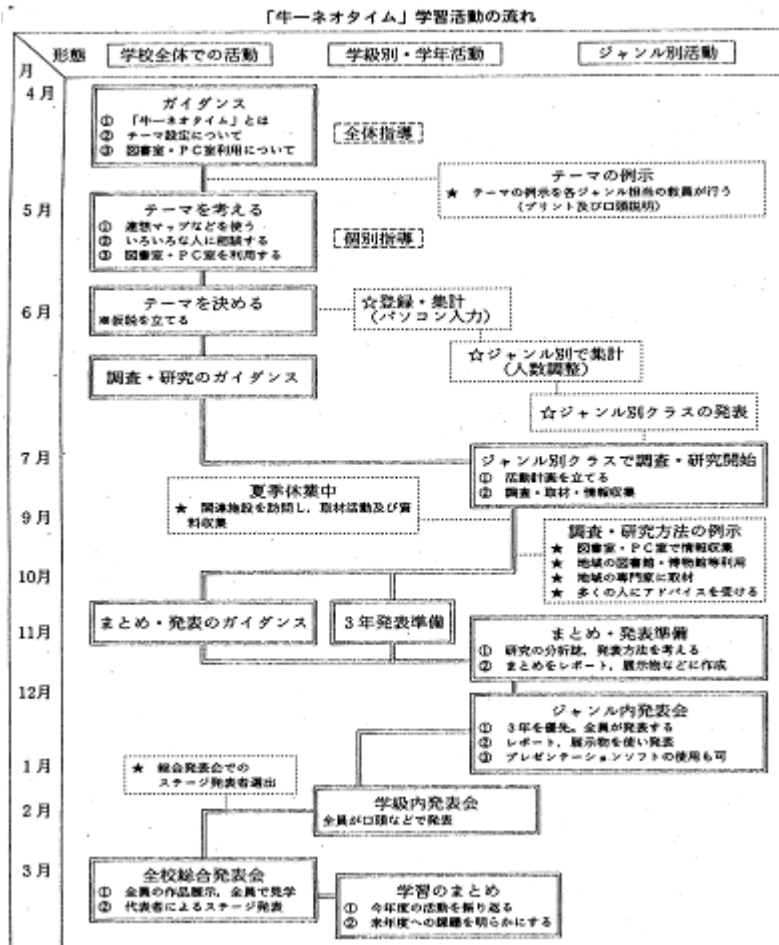 「牛一ネオタイム」学習活動の流れ
形態
月
学校全体での活動
学級別・学年活動
ジャンル別活動
4月
ガイダンス
① 「牛一ネオタイム」とは
② テーマ設定について
③ 図書室・PC室利用について
全体指導
テーマの例示
★ テーマの例示を各ジャンル担当の教員が行う
(プリント及び口頭説明)
5月
テーマを考える
① 連想マップなどを使う
② いろいろな人に相談する
③ 図書室・PC室を利用する
個別指導
6月
テーマを決める
※仮説を立てる
☆登録・集計
(パソコン入力)
☆ジャンル別で集計
(人数調整)
調査・研究のガイダンス
☆ジャンル別クラスの発表
7月
ジャンル別クラスで調査・研究開始
① 活動計画を立てる
② 調査・取材・情報収集
夏季休業中
★ 関連施設を訪問し、取材活動及び資
料収集
9月
調査・研究方法の例示
★ 図書室・PC室で情報収集
★ 地域の図書館・博物館等利用
★ 地域の専門家に取材
★ 多くの人にアドバイスを受ける
10月
まとめ・発表のガイダンス
3年発表準備
11月
まとめ・発表準備
① 研究の分析誌、発表方法を考える
② まとめをレポート、展示物などに作成
12月
ジャンル内発表会
① 3年を優先。全員が発表する
② レポート、展示物を使い発表
③ プレゼンテーションソフトの使用も可
1月
★ 総合発表会での
ステージ発表者選出
2月
学級内発表会
全員が口頭などで発表
3月
全校総合発表会
① 全員の作品展示、全員で見学
② 代表者によるステージ発表
学習のまとめ
① 今年度の活動を振り返る
② 来年度への課題を明らかにする